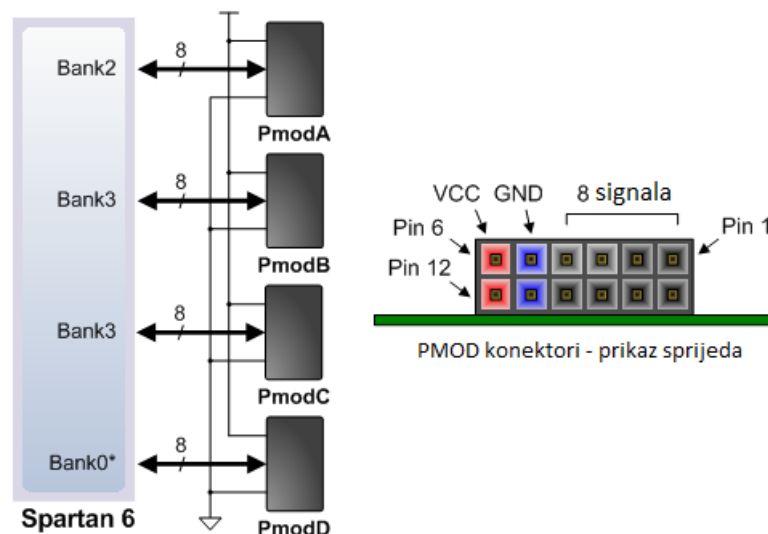 Bank2
8
PmodA
Bank3
8
PmodB
Bank3
8
PmodC
Bank0*
8
PmodD
Spartan 6
VCC GND
8 signala
Pin 6
Pin 1
Pin 12
PMOD konektori - prikaz sprijeda